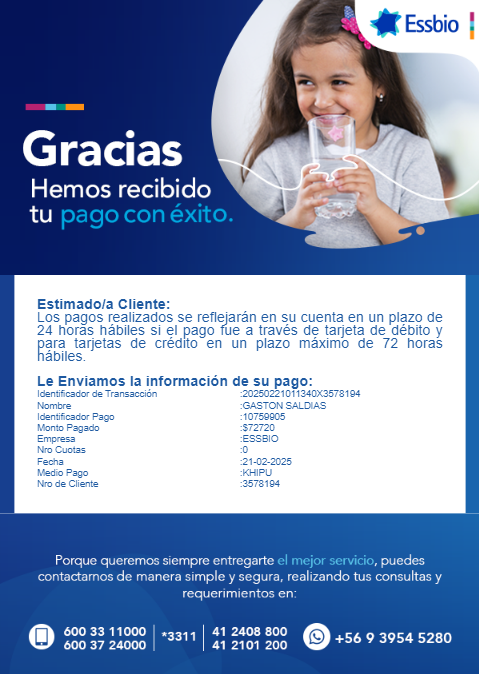 Essbio
Gracias
Hemos recibido
tu pago con éxito.
Estimado/a Cliente:
Los pagos realizados se reflejarán en su cuenta en un plazo de
24 horas hábiles si el pago fue a través de tarjeta de débito y
para tarjetas de crédito en un plazo máximo de 72 horas
hábiles.
Le Enviamos la información de su pago:
Identificador de Transacción :20250221011340X3578194
Nombre :GASTON SALDIAS
Identificador Pago :10759905
Monto Pagado :$72720
Empresa :ESSBIO
Nro Cuotas :0
Fecha :21-02-2025
Medio Pago :KHIPU
Nro de Cliente :3578194
Porque queremos siempre entregarte el mejor servicio, puedes
contactarnos de manera simple y segura, realizando tus consultas y
requerimientos en:
600 33 11000 *3311 41 2408 800 +56 9 3954 5280
600 37 24000 41 2101 200